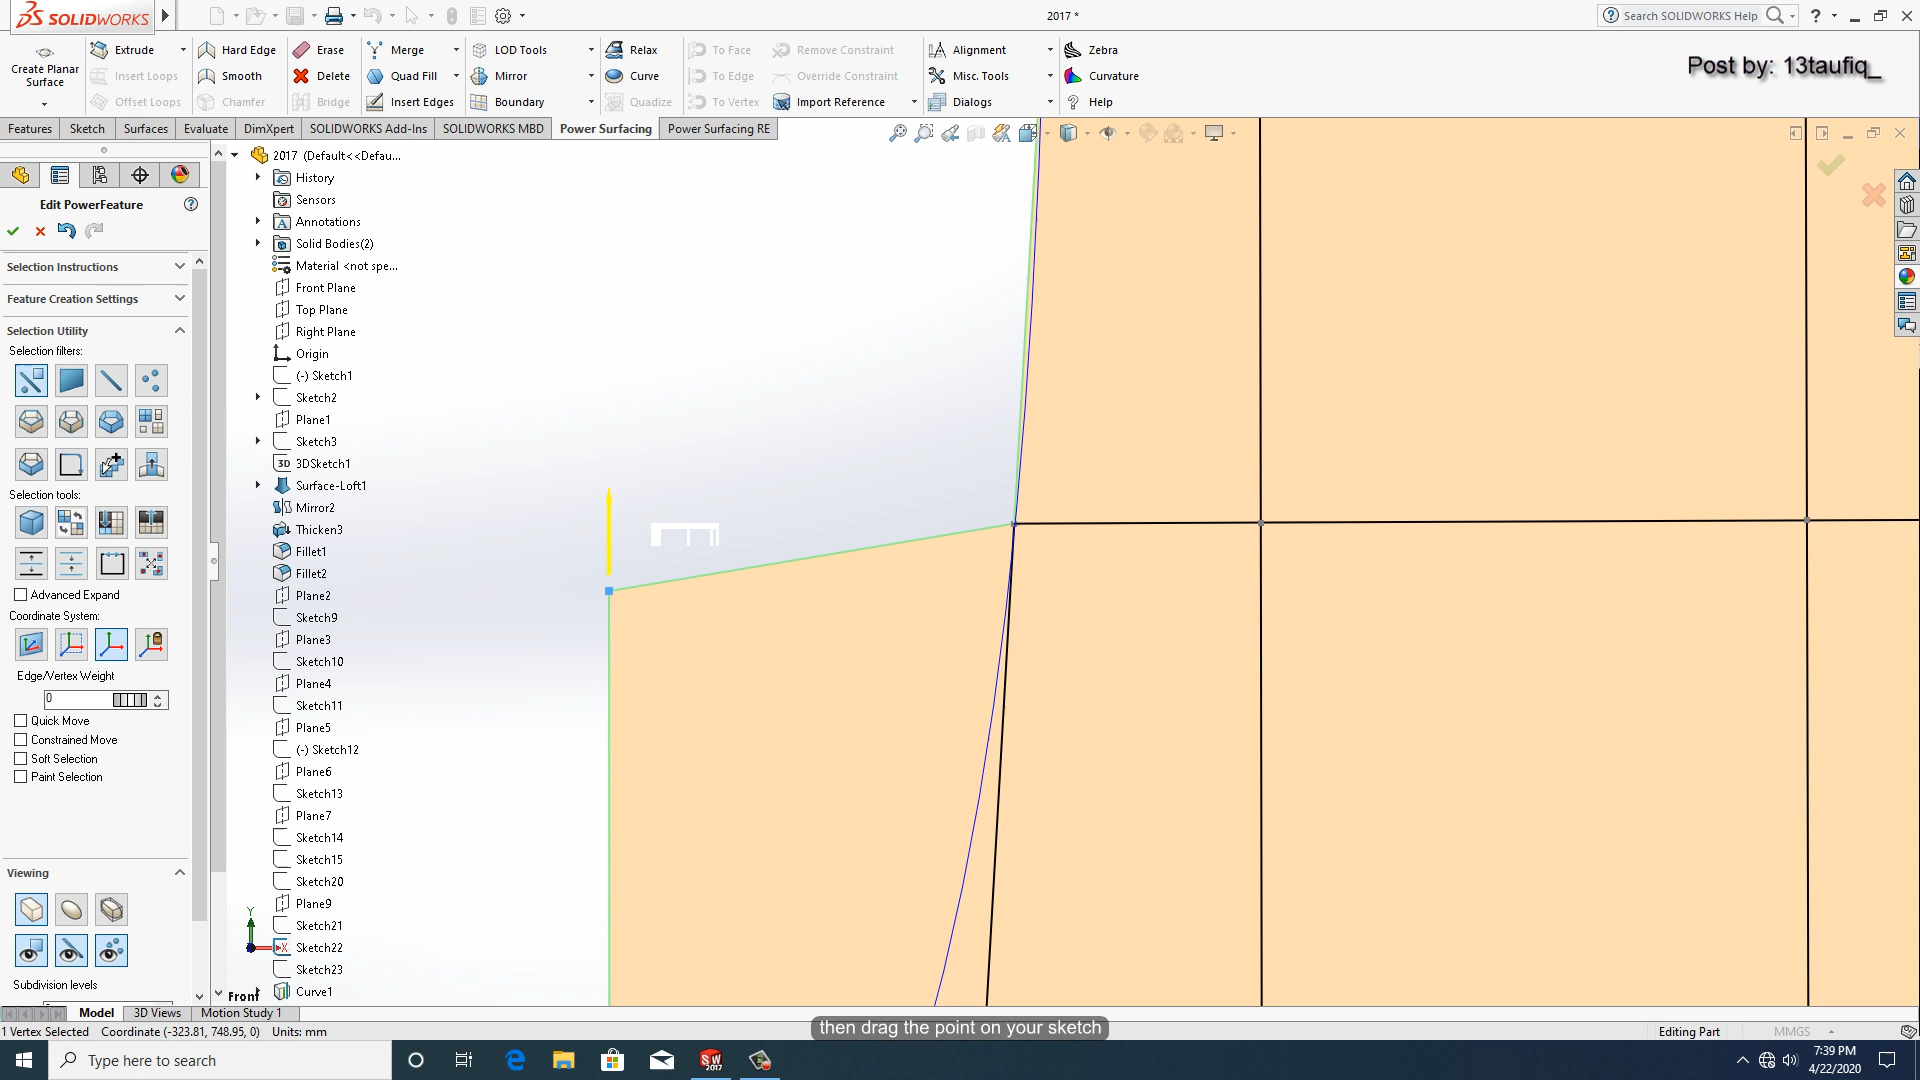 SOLIDWORKS
2017 *
Search SOLIDWORKS Help
Create Planar
Surface
Extrude
Insert Loops
Offset Loops
Hard Edge
Smooth
Chamfer
Erase
Delete
Bridge
Merge
Quad Fill
Insert Edges
LOD Tools
Mirror
Boundary
Relax
Curve
Quadize
To Face
To Edge
To Vertex
Remove Constraint
Override Constraint
Import Reference
Alignment
Misc. Tools
Dialogs
Zebra
Curvature
Help
Post by: 13taufiq_
Features
Sketch
Surfaces
Evaluate
DimXpert
SOLIDWORKS Add-Ins
SOLIDWORKS MBD
Power Surfacing
Power Surfacing RE
Edit PowerFeature
Selection Instructions
Feature Creation Settings
Selection Utility
Selection filters:
Selection tools:
Advanced Expand
Coordinate System:
Edge/Vertex Weight
0
Quick Move
Constrained Move
Soft Selection
Paint Selection
Viewing
Subdivision levels
2017 (Default<<Defau...
History
Sensors
Annotations
Solid Bodies(2)
Material <not spe...
Front Plane
Top Plane
Right Plane
Origin
(-) Sketch1
Sketch2
Plane1
Sketch3
3D 3DSketch1
Surface-Loft1
Mirror2
Thicken3
Fillet1
Fillet2
Plane2
Sketch9
Plane3
Sketch10
Plane4
Sketch11
Plane5
(-) Sketch12
Plane6
Sketch13
Plane7
Sketch14
Sketch15
Sketch20
Plane9
Sketch21
Sketch22
Sketch23
Curve1
Y
X
Front
Model
3D Views
Motion Study 1
1 Vertex Selected Coordinate (-323.81, 748.95, 0) Units: mm
then drag the point on your sketch
Editing Part
MMGS
Type here to search
SW
2017
7:39 PM
4/22/2020